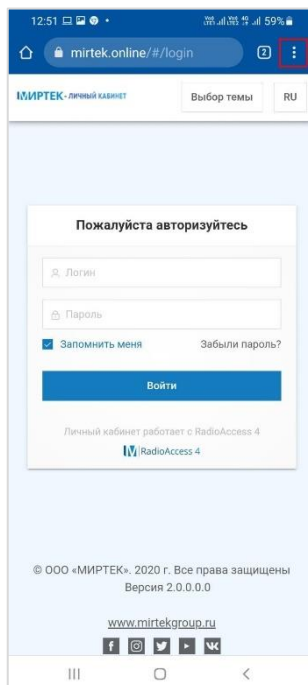 12:51
59%
mirtek.online/#/login
2
МИРТЕК - ЛИЧНЫЙ КАБИНЕТ
Выбор темы
RU
Пожалуйста авторизуйтесь
Логин
Пароль
Запомнить меня
Забыли пароль?
Войти
Личный кабинет работает с RadioAccess 4
RadioAccess 4
© ООО «МИРТЕК». 2020 г. Все права защищены
Версия 2.0.0.0.0
www.mirtekgroup.ru